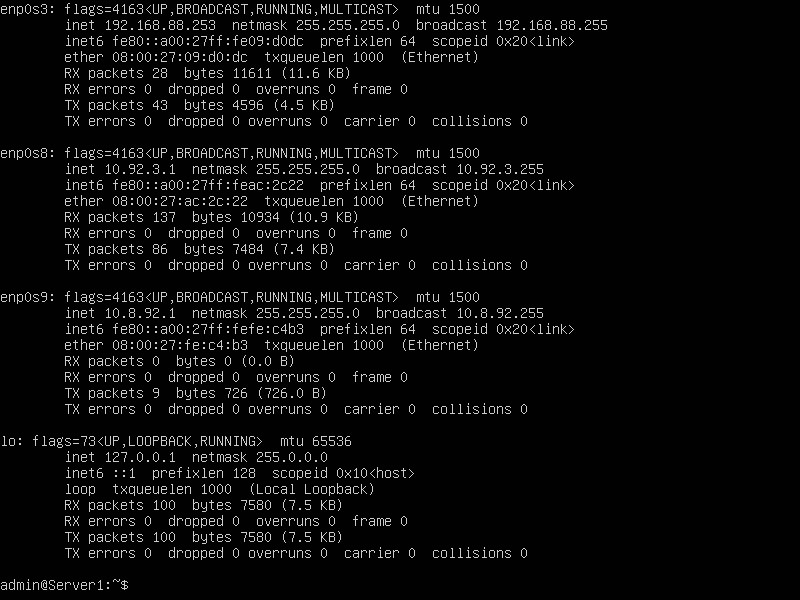 enp0s3: flags=4163<UP,BROADCAST,RUNNING,MULTICAST>  mtu 1500
        inet 192.168.88.253  netmask 255.255.255.0  broadcast 192.168.88.255
        inet6 fe80::a00:27ff:fe09:d0dc  prefixlen 64  scopeid 0x20<link>
        ether 08:00:27:09:d0:dc  txqueuelen 1000  (Ethernet)
        RX packets 28  bytes 11611 (11.6 KB)
        RX errors 0  dropped 0  overruns 0  frame 0
        TX packets 43  bytes 4596 (4.5 KB)
        TX errors 0  dropped 0 overruns 0  carrier 0  collisions 0

enp0s8: flags=4163<UP,BROADCAST,RUNNING,MULTICAST>  mtu 1500
        inet 10.92.3.1  netmask 255.255.255.0  broadcast 10.92.3.255
        inet6 fe80::a00:27ff:feac:2c22  prefixlen 64  scopeid 0x20<link>
        ether 08:00:27:ac:2c:22  txqueuelen 1000  (Ethernet)
        RX packets 137  bytes 10934 (10.9 KB)
        RX errors 0  dropped 0  overruns 0  frame 0
        TX packets 86  bytes 7484 (7.4 KB)
        TX errors 0  dropped 0 overruns 0  carrier 0  collisions 0

enp0s9: flags=4163<UP,BROADCAST,RUNNING,MULTICAST>  mtu 1500
        inet 10.8.92.1  netmask 255.255.255.0  broadcast 10.8.92.255
        inet6 fe80::a00:27ff:fefe:c4b3  prefixlen 64  scopeid 0x20<link>
        ether 08:00:27:fe:c4:b3  txqueuelen 1000  (Ethernet)
        RX packets 0  bytes 0 (0.0 B)
        RX errors 0  dropped 0  overruns 0  frame 0
        TX packets 9  bytes 726 (726.0 B)
        TX errors 0  dropped 0 overruns 0  carrier 0  collisions 0

lo: flags=73<UP,LOOPBACK,RUNNING>  mtu 65536
        inet 127.0.0.1  netmask 255.0.0.0
        inet6 ::1  prefixlen 128  scopeid 0x10<host>
        loop  txqueuelen 1000  (Local Loopback)
        RX packets 100  bytes 7580 (7.5 KB)
        RX errors 0  dropped 0  overruns 0  frame 0
        TX packets 100  bytes 7580 (7.5 KB)
        TX errors 0  dropped 0 overruns 0  carrier 0  collisions 0

admin@Server1:~$